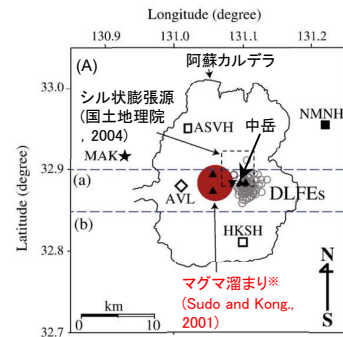 Longitude (degree)
130.9 131.0 131.1 131.2
阿蘇カルデラ
(A)
33.0
シル状膨張源
(国土地理院
, 2004)
NMNH
ASVH
中岳
MAK
32.9
(a)
AVL
DLFEs
(b)
HKSH
32.8
Latitude (degree)
マグマ溜まり※
(Sudo and Kong.,
2001)
N
S
km
0 10
32.7